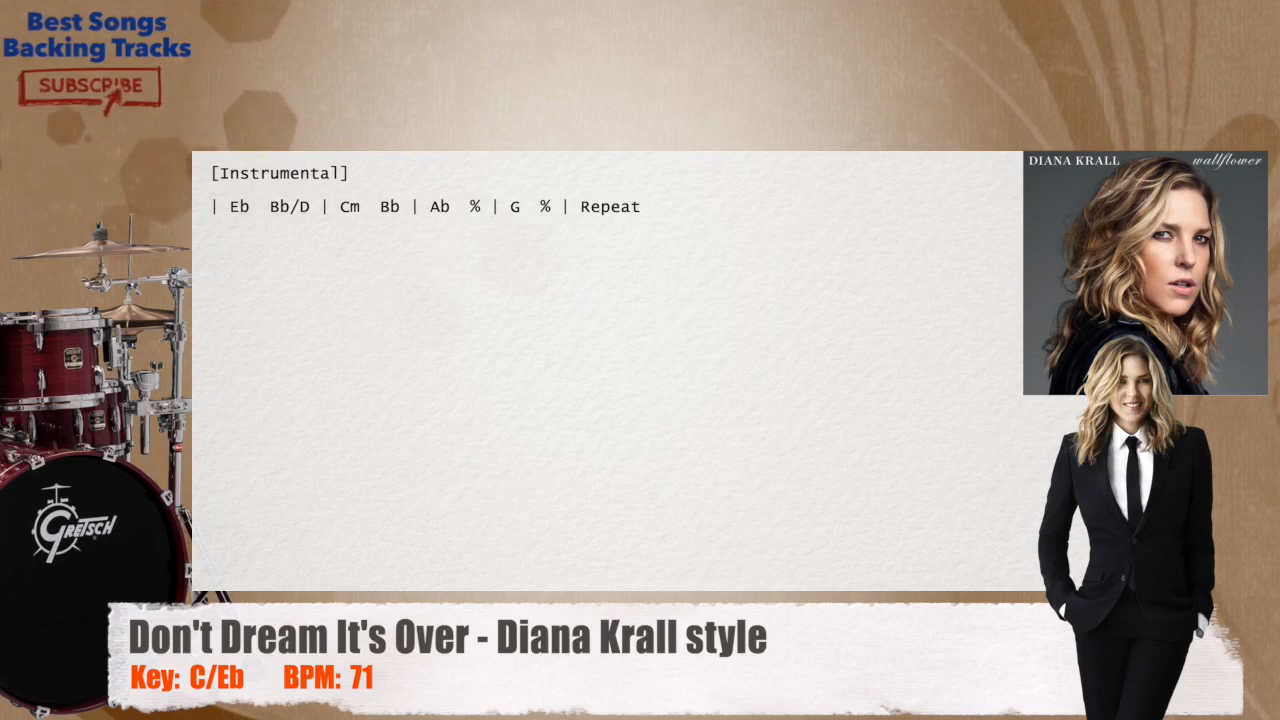 Best Songs
Backing Tracks
SUBSCRIBE
[Instrumental]
| Eb Bb/D | Cm Bb | Ab % | G % | Repeat
DIANA KRALL wallflower
GRETSCH
Don't Dream It's Over - Diana Krall style
Key: C/Eb BPM: 71